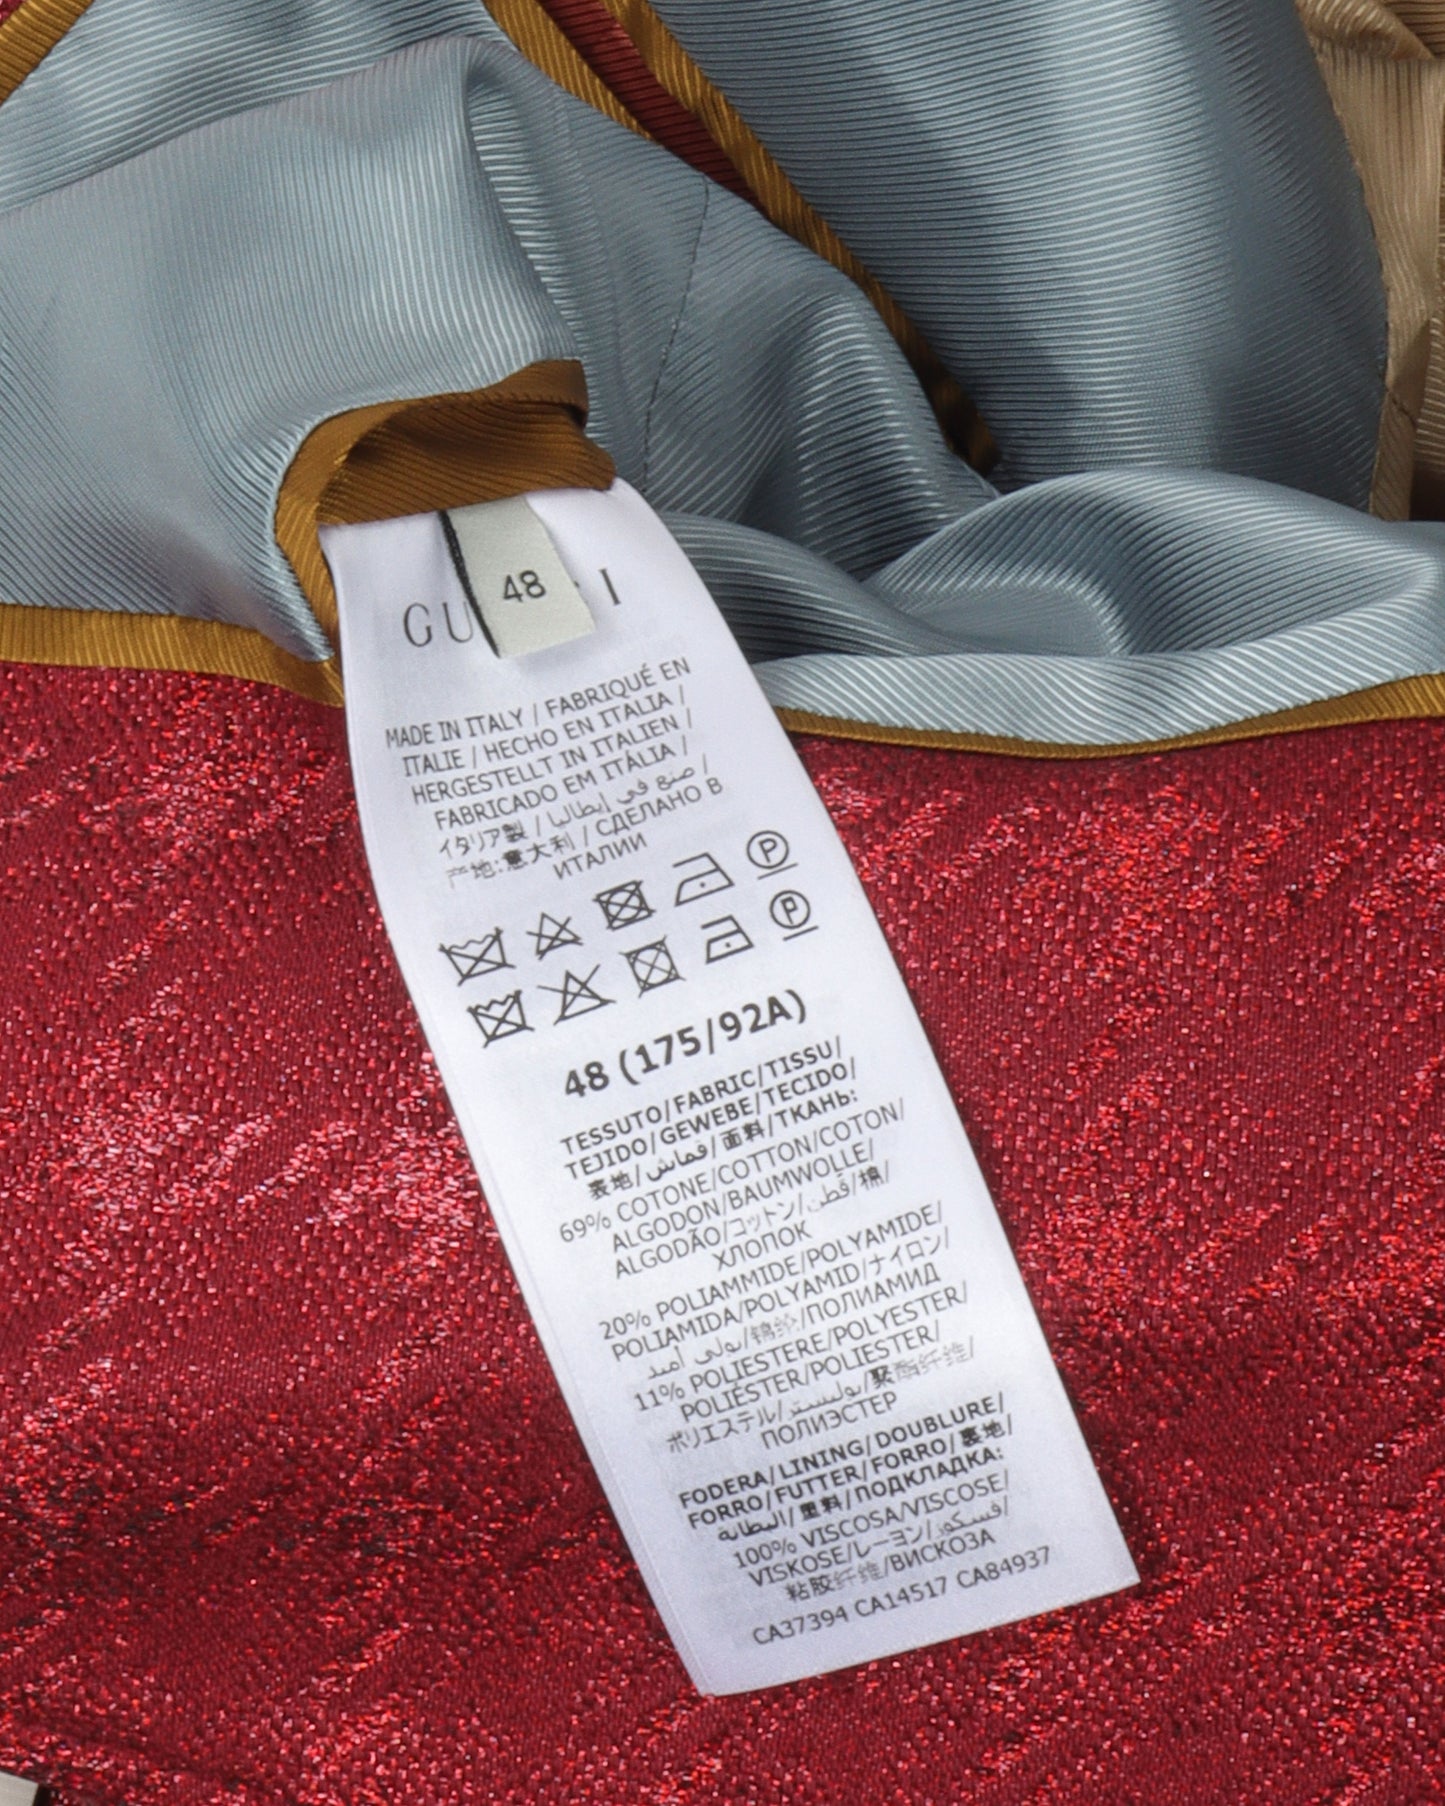 48
GU I
MADE IN ITALY / FABRIQUÉ EN
ITALIE / HECHO EN ITALIA /
HERGESTELLT IN ITALIEN /
FABRICADO EM ITÁLIA /
イタリア製 / صنع في إيطاليا /
产地:意大利 / СДЕЛАНО В
ИТАЛИИ
P
P
48 (175/92A)
TESSUTO/FABRIC/TISSU/
TEJIDO/GEWEBE/TECIDO/
表地/قماش/面料/ТКАНЬ:
69% COTONE/COTTON/COTON/
ALGODON/BAUMWOLLE/
ALGODÃO/コットン/قطن/棉/
ХЛОПОК
20% POLIAMMIDE/POLYAMIDE/
POLIAMIDA/POLYAMID/ナイロン/
بولي أميد/锦纶/ПОЛИАМИД
11% POLIESTERE/POLYESTER/
POLIÉSTER/POLIESTER/
ポリエステル/بوليستر/聚酯纤维/
ПОЛИЭСТЕР
FODERA/LINING/DOUBLURE/
FORRO/FUTTER/FORRO/裏地/
البطانة/里料/ПОДКЛАДКА:
100% VISCOSA/VISCOSE/
VISKOSE/レーヨン/فسكوز/
粘胶纤维/ВИСКОЗА
CA37394 CA14517 CA84937